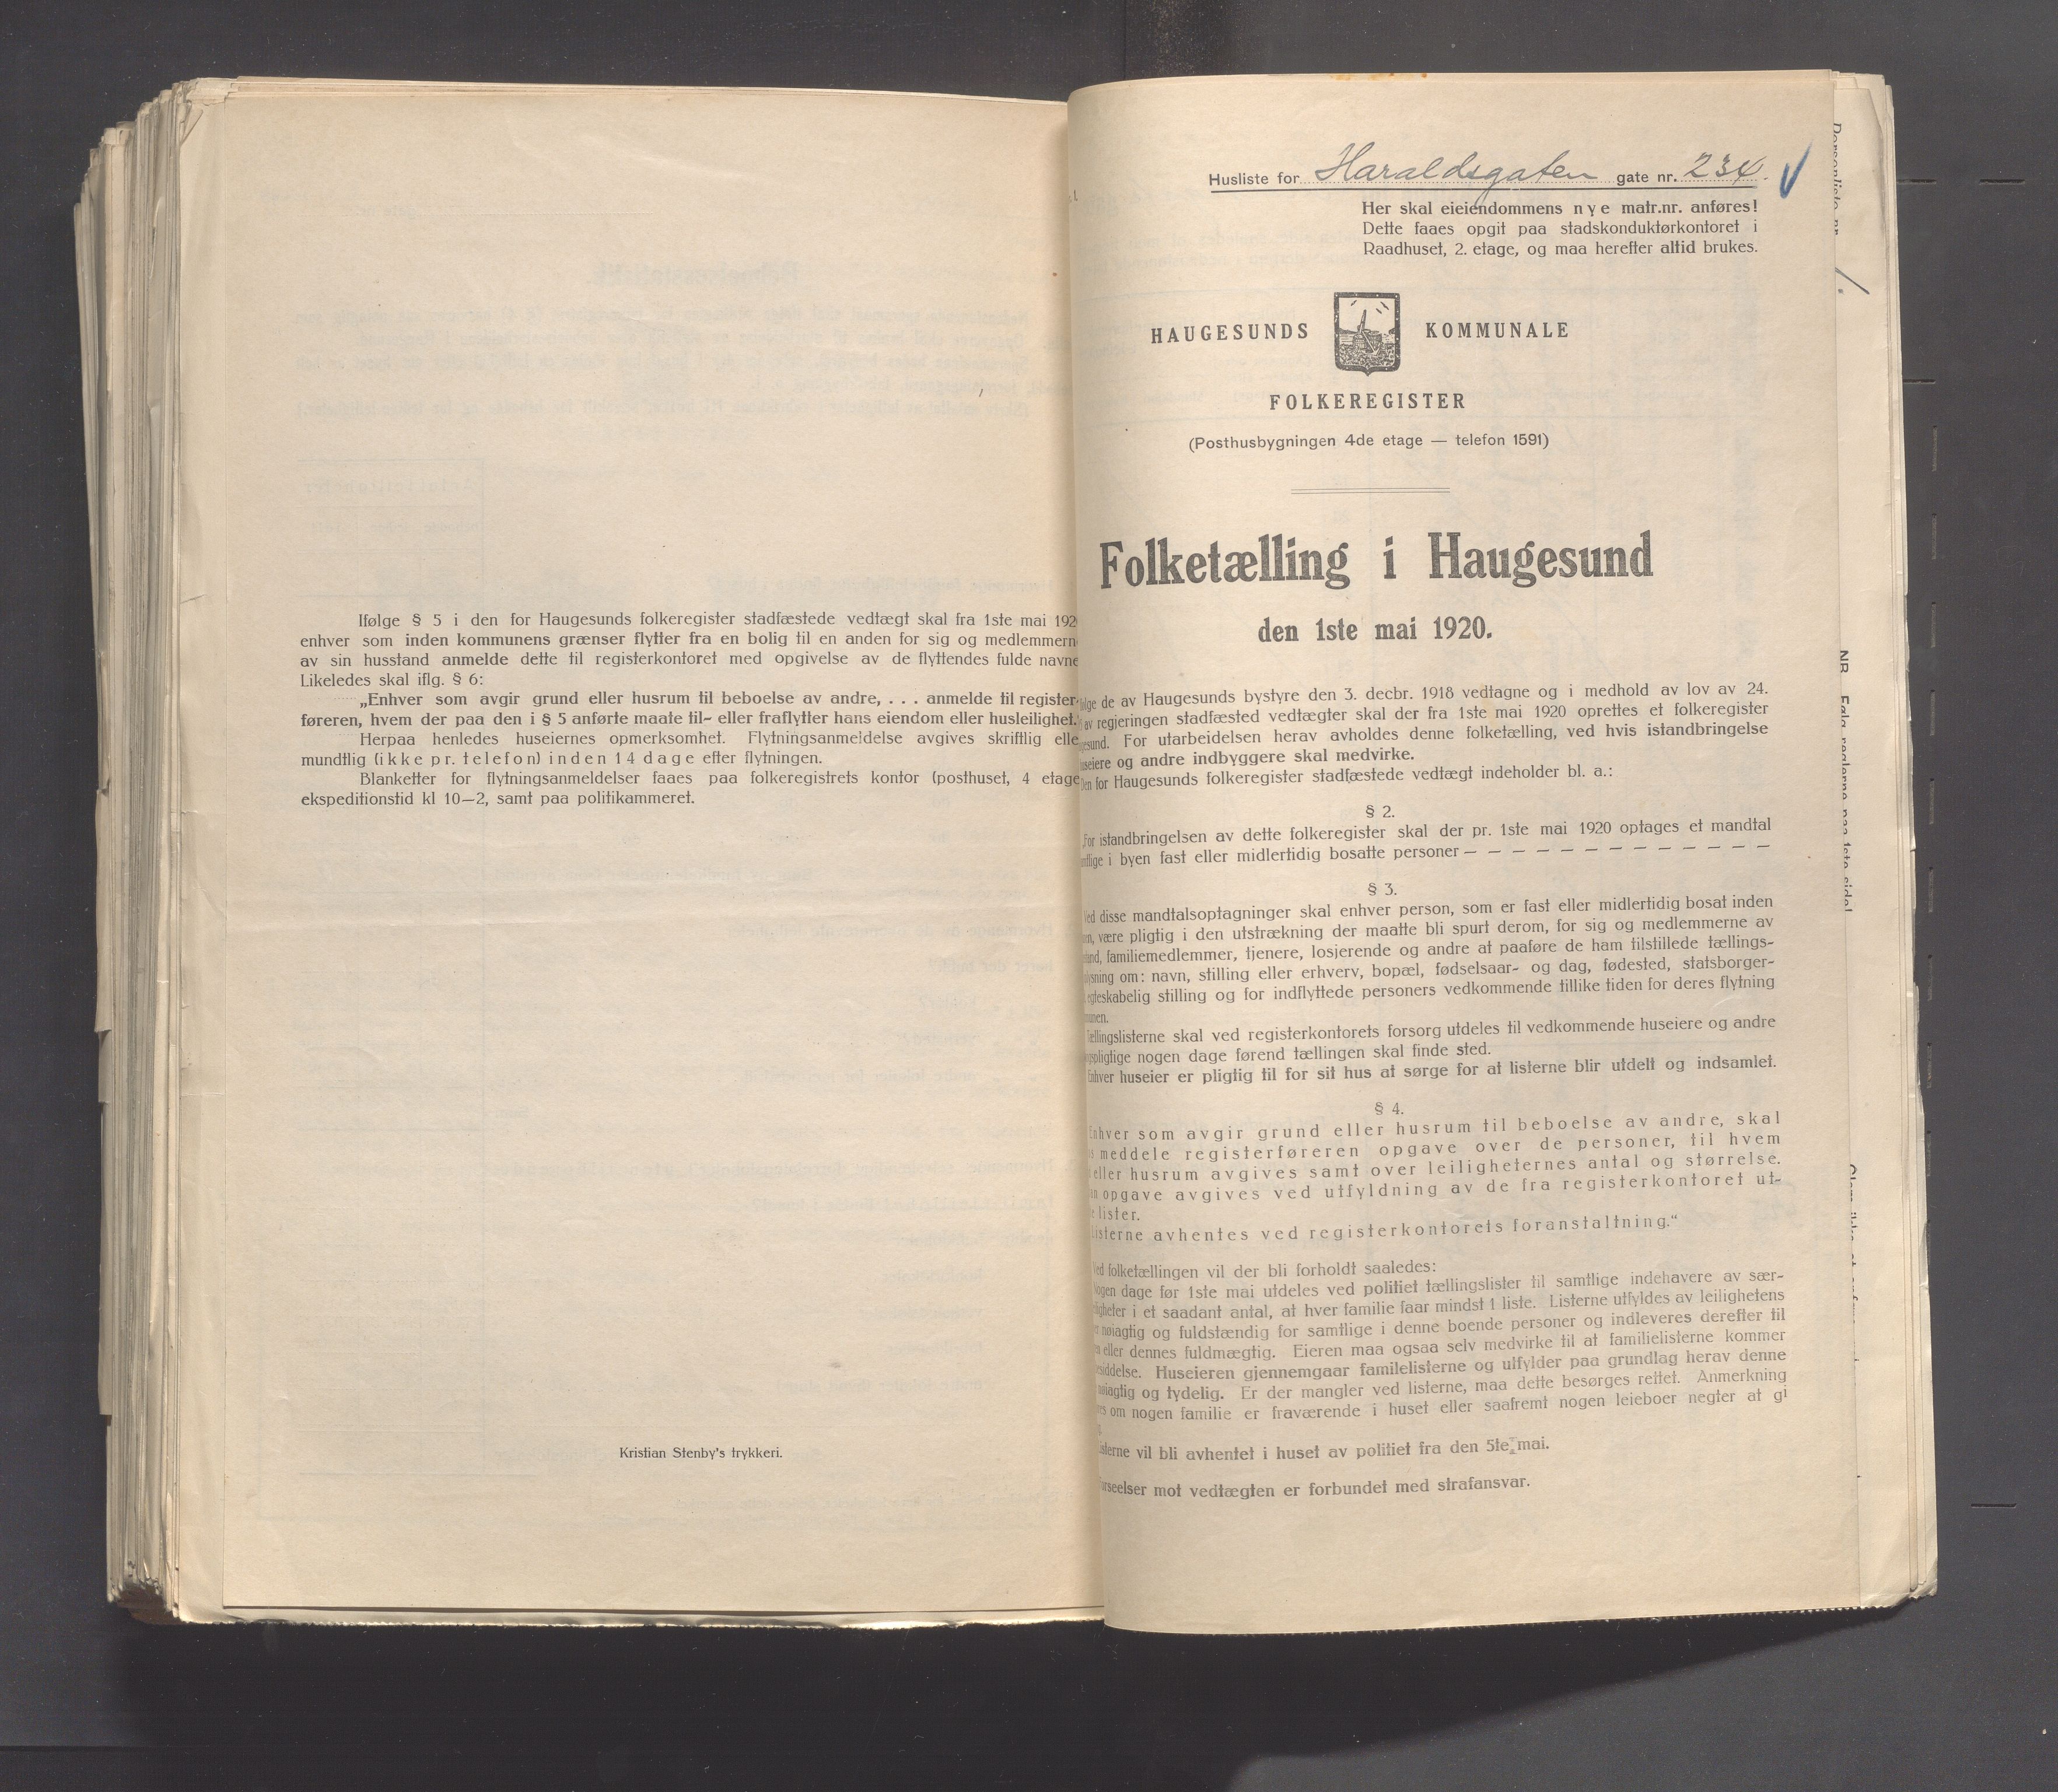 Ifølge § 5 i den for Haugesunds folkeregister stadfæstede vedtægt skal fra 1ste mai 192
enhver som inden kommunens grænser flytter fra en bolig til en anden for sig og medlemmern
av sin husstand anmelde dette til registerkontoret med opgivelse av de flyttendes fulde navne
Likeledes skal iflg. § 6:
„Enhver som avgir grund eller husrum til beboelse av andre, . . . anmelde til register-
føreren, hvem der paa den i § 5 anførte maate til- eller fraflytter hans eiendom eller husleilighet.“
Herpaa henledes huseiernes opmerksomhet. Flytningsanmeldelse avgives skriftlig elle
mundtlig (ikke pr. telefon) inden 14 dage efter flytningen.
Blanketter for flytningsanmeldelser faaes paa folkeregistrets kontor (posthuset, 4 etage
ekspeditionstid kl 10—2, samt paa politikammeret.
Kristian Stenby's trykkeri.
Husliste for Haraldsgaten gate nr. 234.
Her skal eieiendommens nye matr.nr. anføres!
Dette faaes opgit paa stadskonduktørkontoret i
Raadhuset, 2. etage, og maa herefter altid brukes.
HAUGESUNDS KOMMUNALE
FOLKEREGISTER
(Posthusbygningen 4de etage — telefon 1591)
Folketælling i Haugesund
den 1ste mai 1920.
ølge de av Haugesunds bystyre den 3. decbr. 1918 vedtagne og i medhold av lov av 24.
av regjeringen stadfæsted vedtægter skal der fra 1ste mai 1920 oprettes et folkeregister
gesund. For utarbeidelsen herav avholdes denne folketælling, ved hvis istandbringelse
useiere og andre indbyggere skal medvirke.
Den for Haugesunds folkeregister stadfæstede vedtægt indeholder bl. a.:
§ 2.
„For istandbringelsen av dette folkeregister skal der pr. 1ste mai 1920 optages et mandtal
mtlige i byen fast eller midlertidig bosatte personer — — — — — — — — — — — — —
§ 3.
Ved disse mandtalsoptagninger skal enhver person, som er fast eller midlertidig bosat inden
en, være pligtig i den utstrækning der maatte bli spurt derom, for sig og medlemmerne av
tand, familiemedlemmer, tjenere, losjerende og andre at paaføre de ham tilstillede tællings-
lysning om: navn, stilling eller erhverv, bopæl, fødselsaar- og dag, fødested, statsborger-
egteskabelig stilling og for indflyttede personers vedkommende tillike tiden for deres flytning
munen.
Tællingslisterne skal ved registerkontorets forsorg utdeles til vedkommende huseiere og andre
gspligtige nogen dage førend tællingen skal finde sted.
Enhver huseier er pligtig til for sit hus at sørge for at listerne blir utdelt og indsamlet.
§ 4.
Enhver som avgir grund eller husrum til beboelse av andre, skal
s meddele registerføreren opgave over de personer, til hvem
eller husrum avgives samt over leiligheternes antal og størrelse.
n opgave avgives ved utfyldning av de fra registerkontoret ut-
e lister.
Listerne avhentes ved registerkontorets foranstaltning.“
Ved folketællingen vil der bli forholdt saaledes:
Nogen dage før 1ste mai utdeles ved politiet tællingslister til samtlige indehavere av sær-
ligheter i et saadant antal, at hver familie faar mindst 1 liste. Listerne utfyldes av leilighetens
er nøiagtig og fuldstændig for samtlige i denne boende personer og indleveres derefter til
en eller dennes fuldmægtig. Eieren maa ogsaa selv medvirke til at familielisterne kommer
esiddelse. Huseieren gjennemgaar familelisterne og utfylder paa grundlag herav denne
nøiagtig og tydelig. Er der mangler ved listerne, maa dette besørges rettet. Anmerkning
res om nogen familie er fraværende i huset eller saafremt nogen leieboer negter at gi
isterne vil bli avhentet i huset av politiet fra den 5te mai.
rseelser mot vedtægten er forbundet med strafansvar.